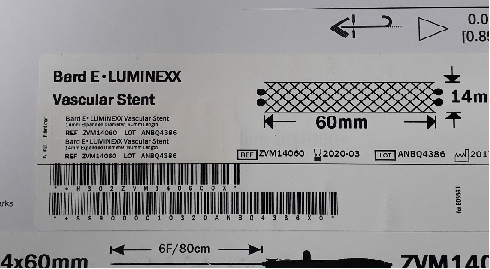 0.0
[0.89
Bard E·LUMINEXX
Vascular Stent
Bard E·LUMINEXX Vascular Stent
REF ZVM14060 LOT ANBQ4386
Bard E·LUMINEXX Vascular Stent
REF ZVM14060 LOT ANBQ4386
14m
60mm
REF ZVM14060 2020-03 LOT ANBQ4386 201
arks
6F/80cm
4x60mm
ZVM140